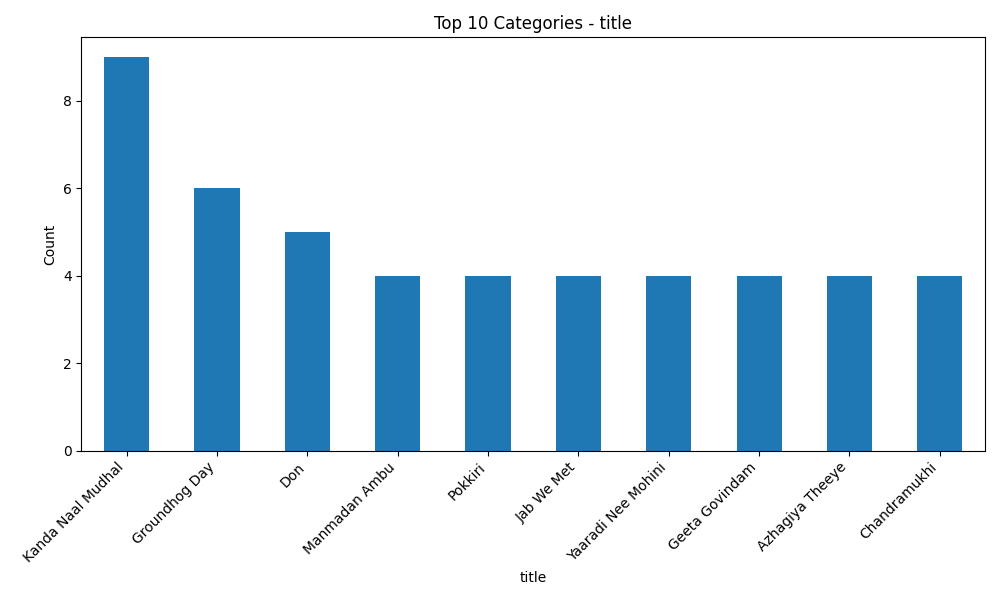 Top 10 Categories - title
Count
8
6
4
2
0
Kanda Naal Mudhal
Groundhog Day
Don
Manmadan Ambu
Pokkiri
Jab We Met
Yaaradi Nee Mohini
Geeta Govindam
Azhagiya Theeye
Chandramukhi
title